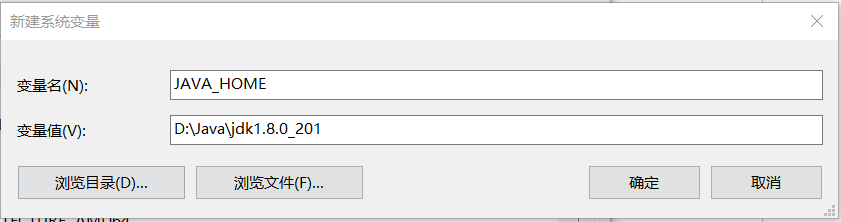 新建系统变量
变量名(N):
JAVA_HOME
变量值(V):
D:\Java\jdk1.8.0_201
浏览目录(D)...
浏览文件(F)...
确定
取消